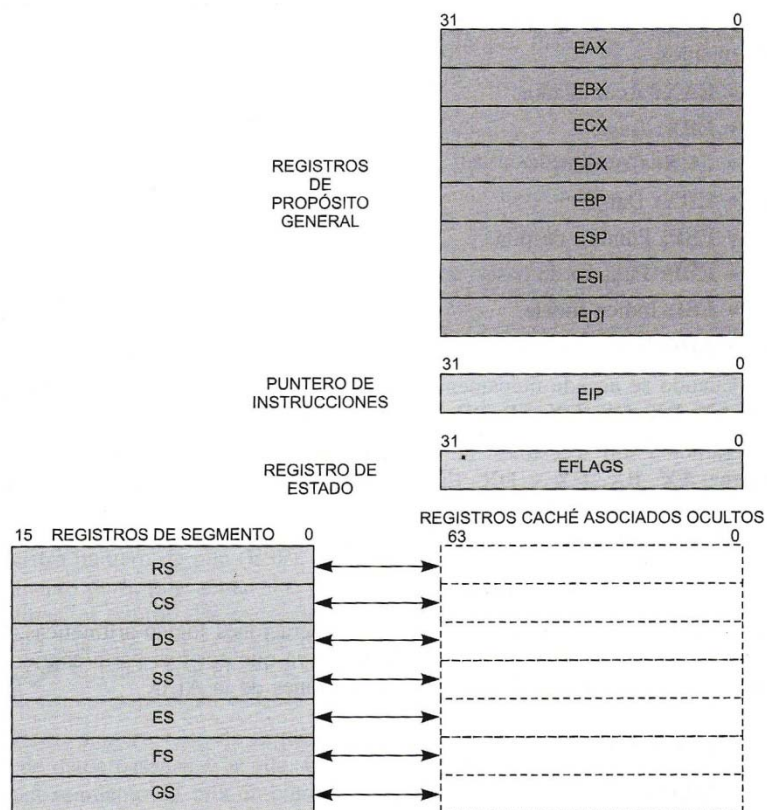 31 0
EAX
EBX
ECX
EDX
EBP
ESP
ESI
EDI
REGISTROS
DE
PROPÓSITO
GENERAL
31 0
EIP
PUNTERO DE
INSTRUCCIONES
31 0
EFLAGS
REGISTRO DE
ESTADO
15 REGISTROS DE SEGMENTO 0
RS
CS
DS
SS
ES
FS
GS
REGISTROS CACHÉ ASOCIADOS OCULTOS
63 0